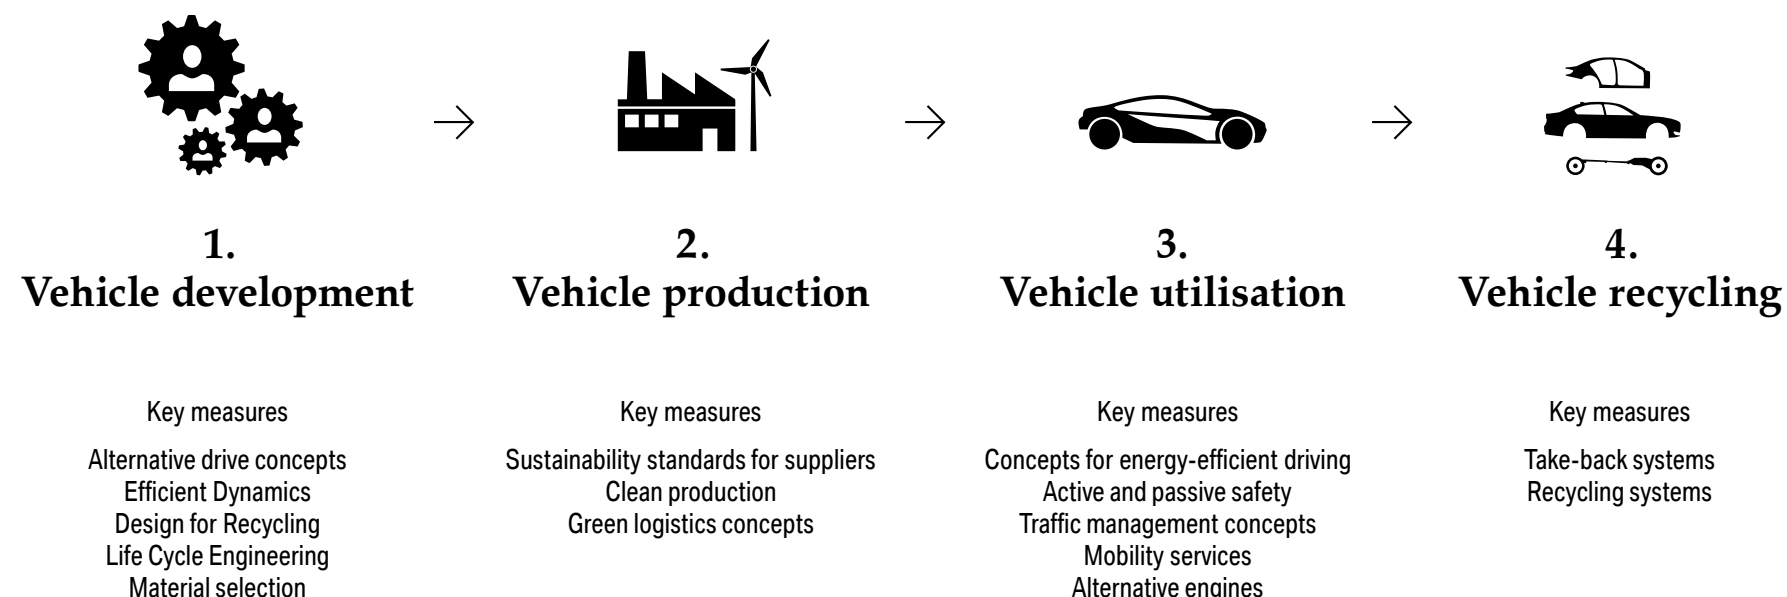 1.
Vehicle development
Key measures
Alternative drive concepts
Efficient Dynamics
Design for Recycling
Life Cycle Engineering
Material selection
2.
Vehicle production
Key measures
Sustainability standards for suppliers
Clean production
Green logistics concepts
3.
Vehicle utilisation
Key measures
Concepts for energy-efficient driving
Active and passive safety
Traffic management concepts
Mobility services
Alternative engines
4.
Vehicle recycling
Key measures
Take-back systems
Recycling systems